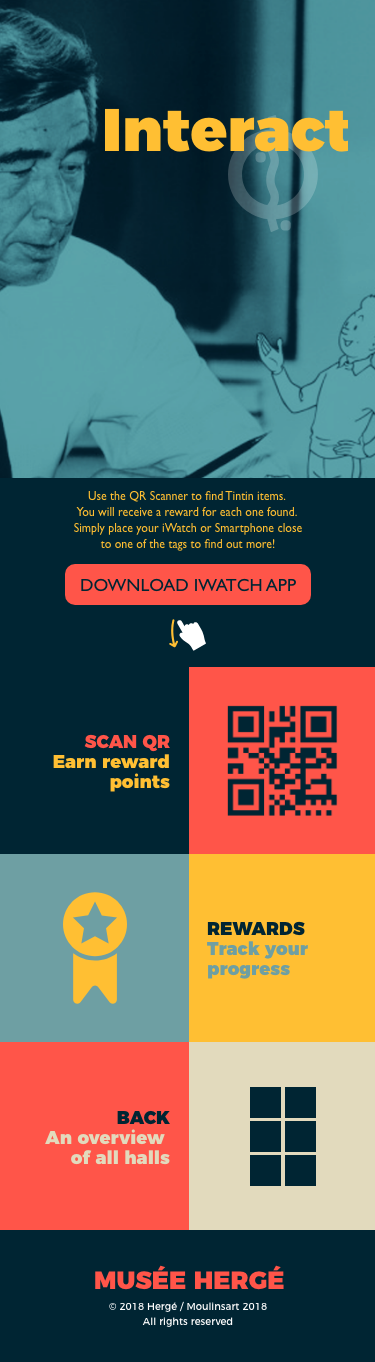 Interact
Use the QR Scanner to find Tintin items.
You will receive a reward for each one found.
Simply place your iWatch or Smartphone close
to one of the tags to find out more!
DOWNLOAD IWATCH APP
SCAN QR
Earn reward
points
REWARDS
Track your
progress
BACK
An overview
of all halls
MUSÉE HERGÉ
© 2018 Hergé / Moulinsart 2018
All rights reserved